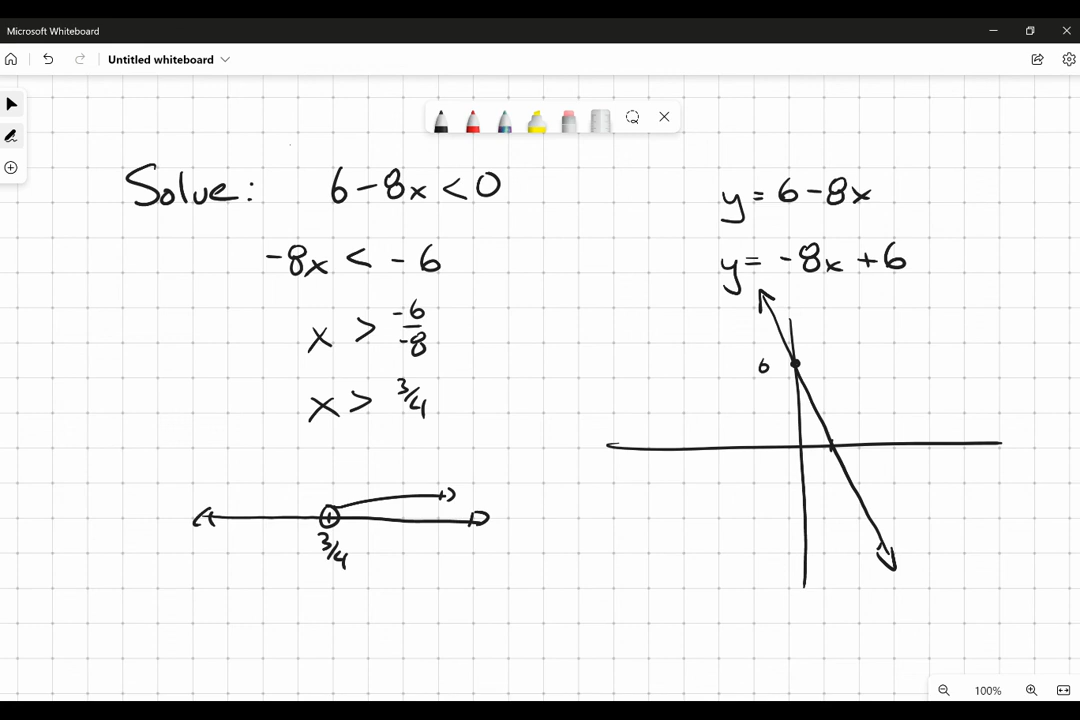 Microsoft Whiteboard
Untitled whiteboard
Solve: 6-8x<0
-8x < -6
x > -6/-8
x > 3/4
3/4
y = 6-8x
y = -8x+6
6
100%